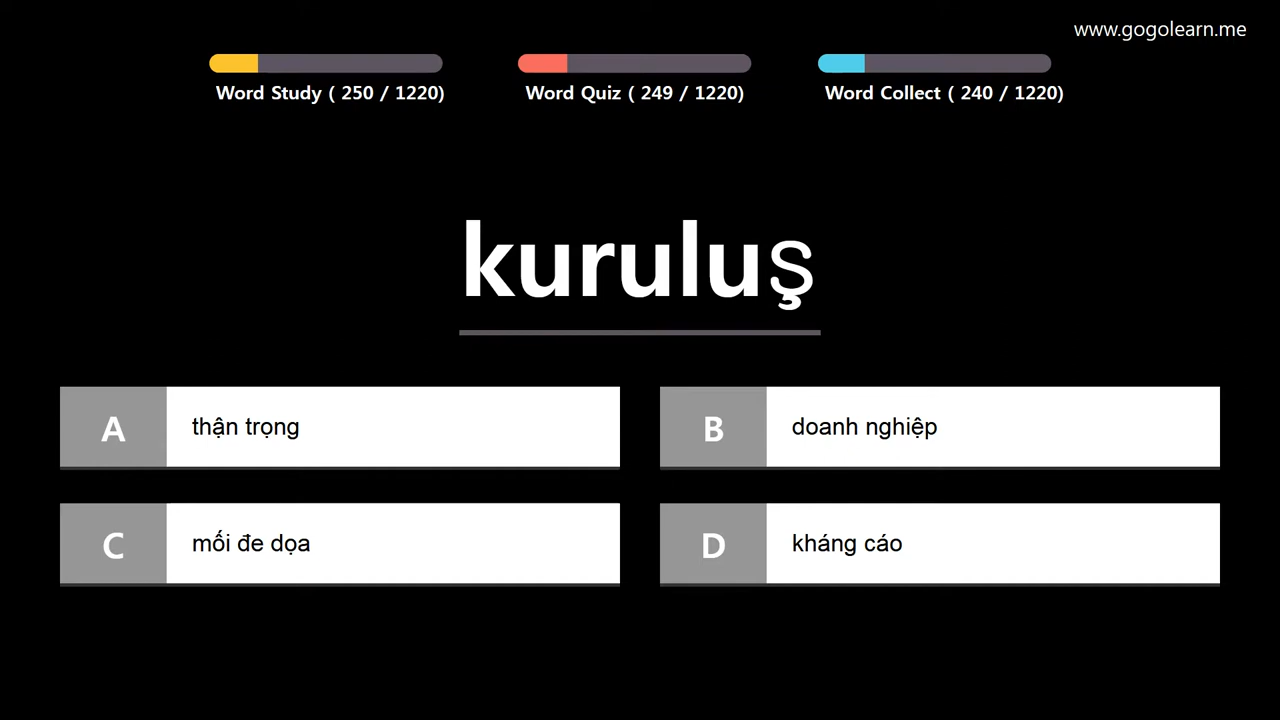 www.gogolearn.me
Word Study ( 250 / 1220)
Word Quiz ( 249 / 1220)
Word Collect ( 240 / 1220)
kuruluş
A
thận trọng
B
doanh nghiệp
C
mối đe dọa
D
kháng cáo